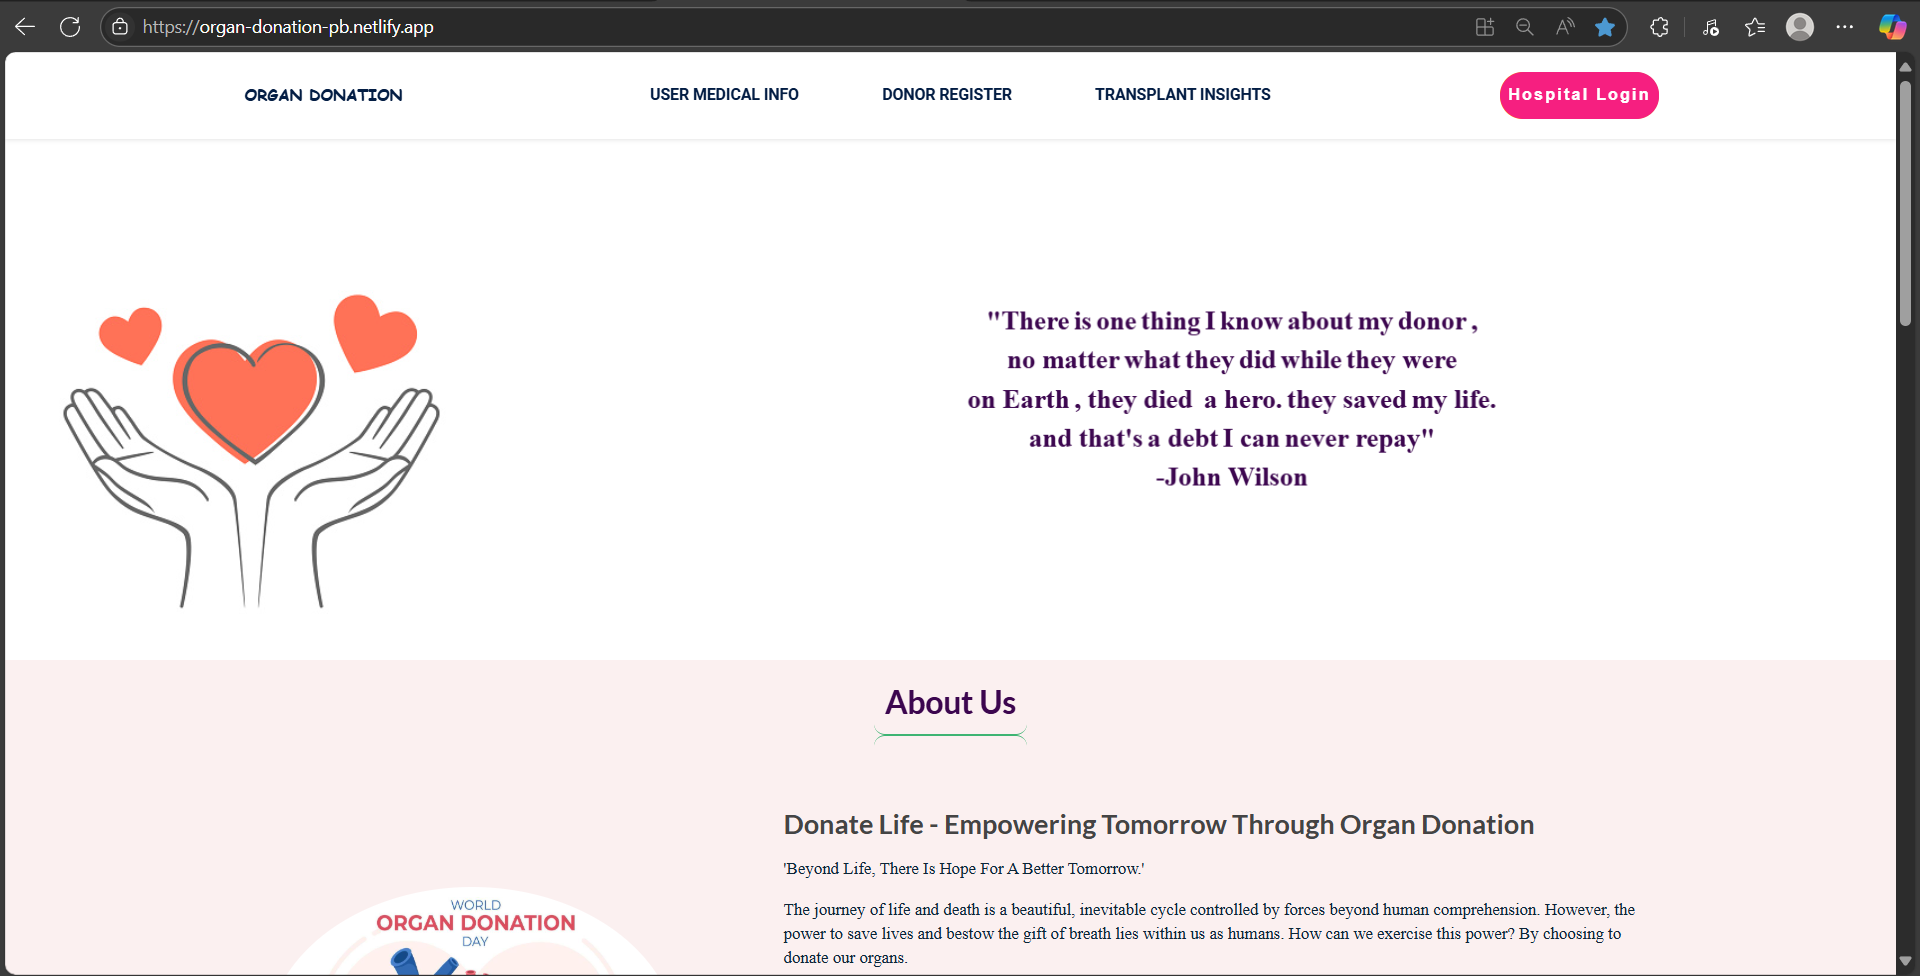 https://organ-donation-pb.netlify.app
ORGAN DONATION
USER MEDICAL INFO
DONOR REGISTER
TRANSPLANT INSIGHTS
Hospital Login
"There is one thing I know about my donor ,
no matter what they did while they were
on Earth , they died a hero. they saved my life.
and that's a debt I can never repay"
-John Wilson
About Us
Donate Life - Empowering Tomorrow Through Organ Donation
'Beyond Life, There Is Hope For A Better Tomorrow.'
The journey of life and death is a beautiful, inevitable cycle controlled by forces beyond human comprehension. However, the
power to save lives and bestow the gift of breath lies within us as humans. How can we exercise this power? By choosing to
donate our organs.
WORLD
ORGAN DONATION
DAY